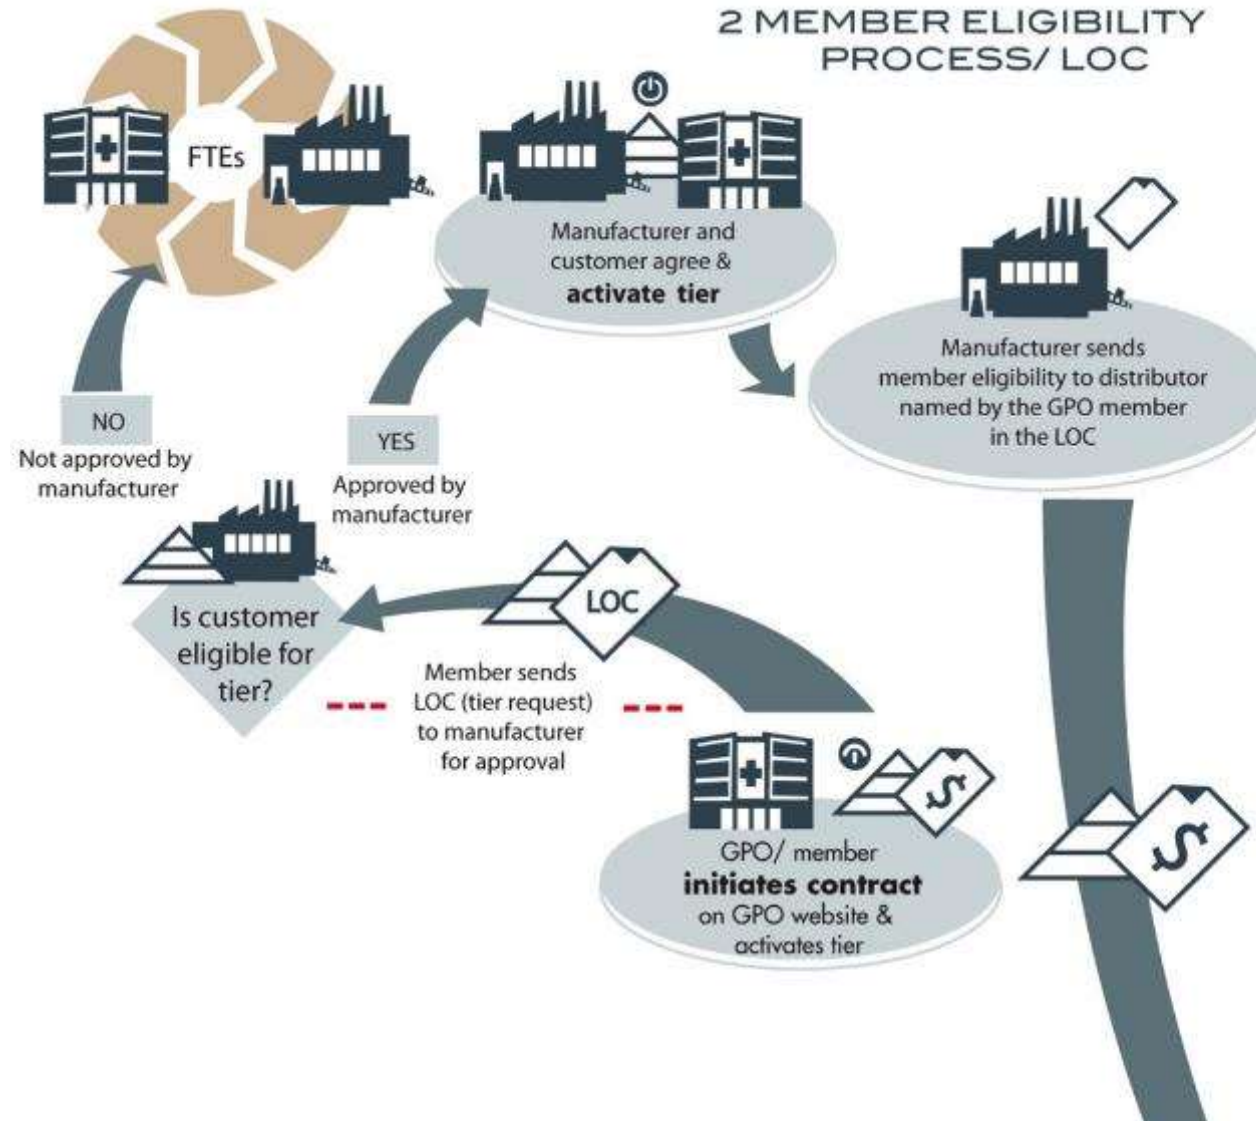 2 MEMBER ELIGIBILITY
PROCESS/ LOC
FTEs
Manufacturer and
customer agree &
activate tier
Manufacturer sends
member eligibility to distributor
named by the GPO member
in the LOC
NO
Not approved by
manufacturer
YES
Approved by
manufacturer
Is customer
eligible for
tier?
LOC
Member sends
LOC (tier request)
to manufacturer
for approval
$
GPO/ member
initiates contract
on GPO website &
activates tier
$